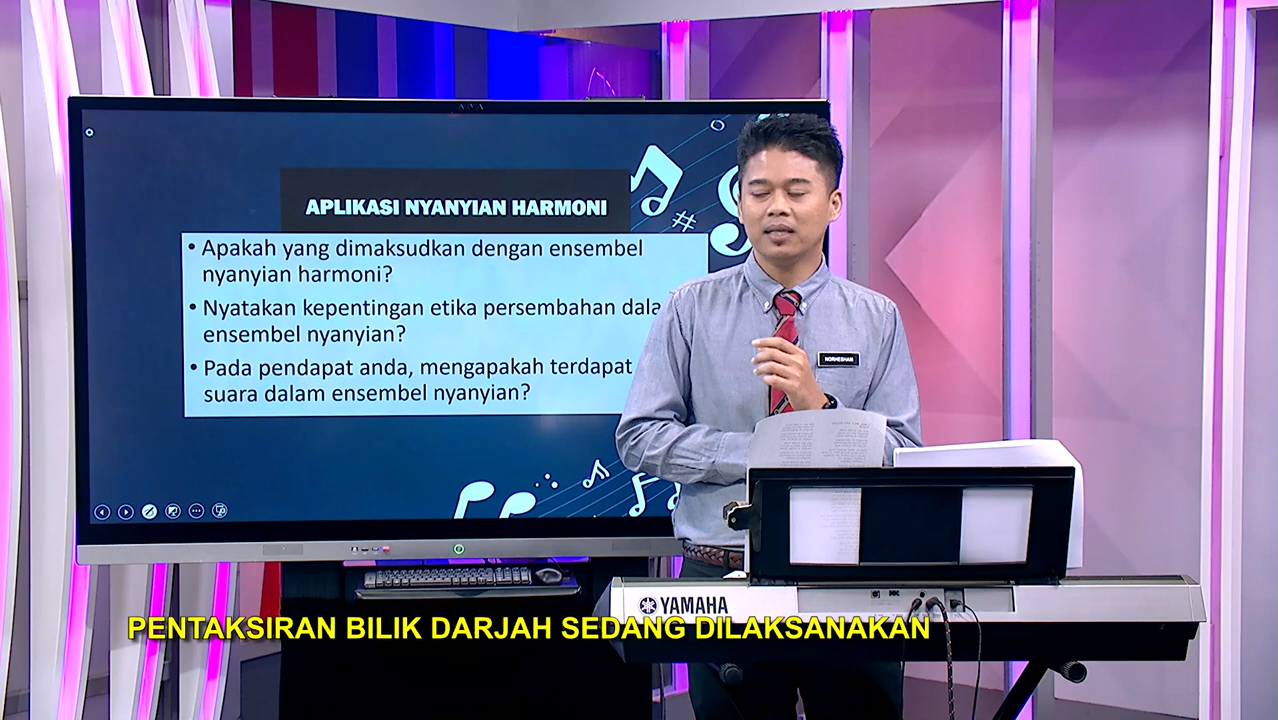 APLIKASI NYANYIAN HARMONI
• Apakah yang dimaksudkan dengan ensembel
nyanyian harmoni?
• Nyatakan kepentingan etika persembahan
ensembel nyanyian?
• Pada pendapat anda, mengapakah terdapat
suara dalam ensembel nyanyian?
NORHESHAM
YAMAHA
PENTAKSIRAN BILIK DARJAH SEDANG DILAKSANAKAN